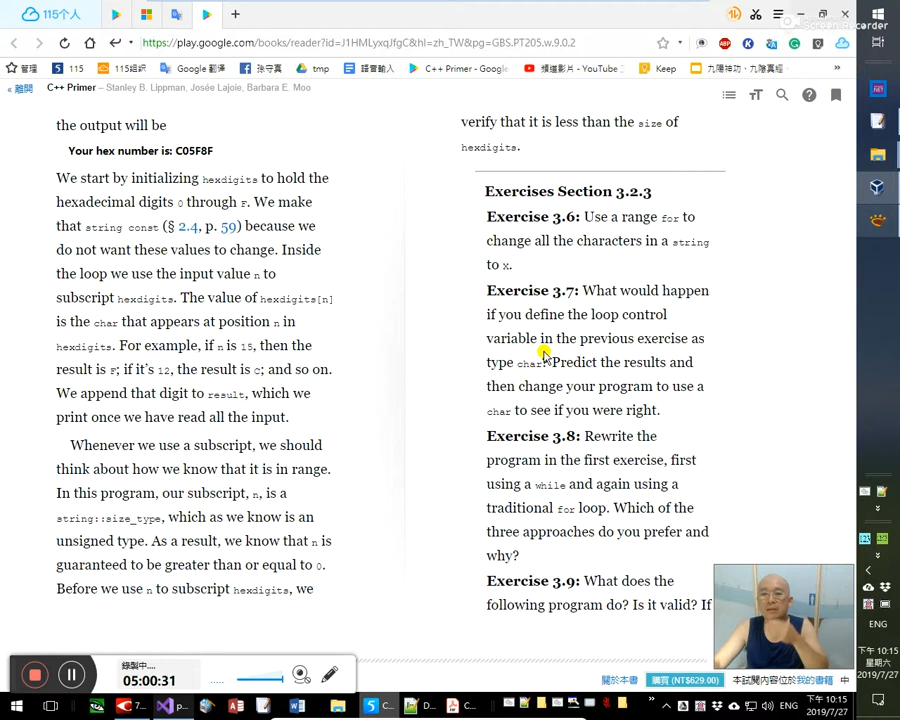 115个人
Screen Recorder
https://play.google.com/books/reader?id=J1HMLyxqJfgC&hl=zh_TW&pg=GBS.PT205.w.9.0.2
管理
115
115組织
Google 翻譯
孫守真
tmp
語音輸入
C++ Primer - Google
頻道影片 - YouTube
Keep
九陽神功、九陰真經
« 離開
C++ Primer – Stanley B. Lippman, Josée Lajoie, Barbara E. Moo
the output will be
Your hex number is: C05F8F
We start by initializing hexdigits to hold the
hexadecimal digits 0 through F. We make
that string const (§ 2.4, p. 59) because we
do not want these values to change. Inside
the loop we use the input value n to
subscript hexdigits. The value of hexdigits[n]
is the char that appears at position n in
hexdigits. For example, if n is 15, then the
result is F; if it's 12, the result is C; and so on.
We append that digit to result, which we
print once we have read all the input.
Whenever we use a subscript, we should
think about how we know that it is in range.
In this program, our subscript, n, is a
string::size_type, which as we know is an
unsigned type. As a result, we know that n is
guaranteed to be greater than or equal to 0.
Before we use n to subscript hexdigits, we
verify that it is less than the size of
hexdigits.
Exercises Section 3.2.3
Exercise 3.6: Use a range for to
change all the characters in a string
to X.
Exercise 3.7: What would happen
if you define the loop control
variable in the previous exercise as
type char? Predict the results and
then change your program to use a
char to see if you were right.
Exercise 3.8: Rewrite the
program in the first exercise, first
using a while and again using a
traditional for loop. Which of the
three approaches do you prefer and
why?
Exercise 3.9: What does the
following program do? Is it valid? If
錄製中....
05:00:31
關於本書
購買 (NT$629.00)
本試閱內容位於我的書籍
中
ENG
下午 10:15
星期六
2019/7/27
7...
p...
C...
D...
C...
ENG
下午 10:15
2019/7/27